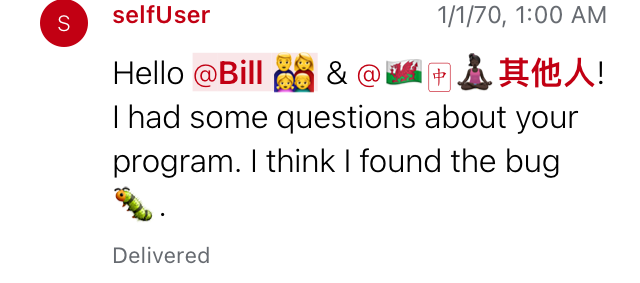 S
selfUser 1/1/70, 1:00 AM
Hello @Bill 👨‍👩‍👧‍👧 & @🏴󠁧󠁢󠁷󠁬󠁳󠁿🀄︎🧘🏿‍♀️其他人!
I had some questions about your
program. I think I found the bug
🐛.
Delivered